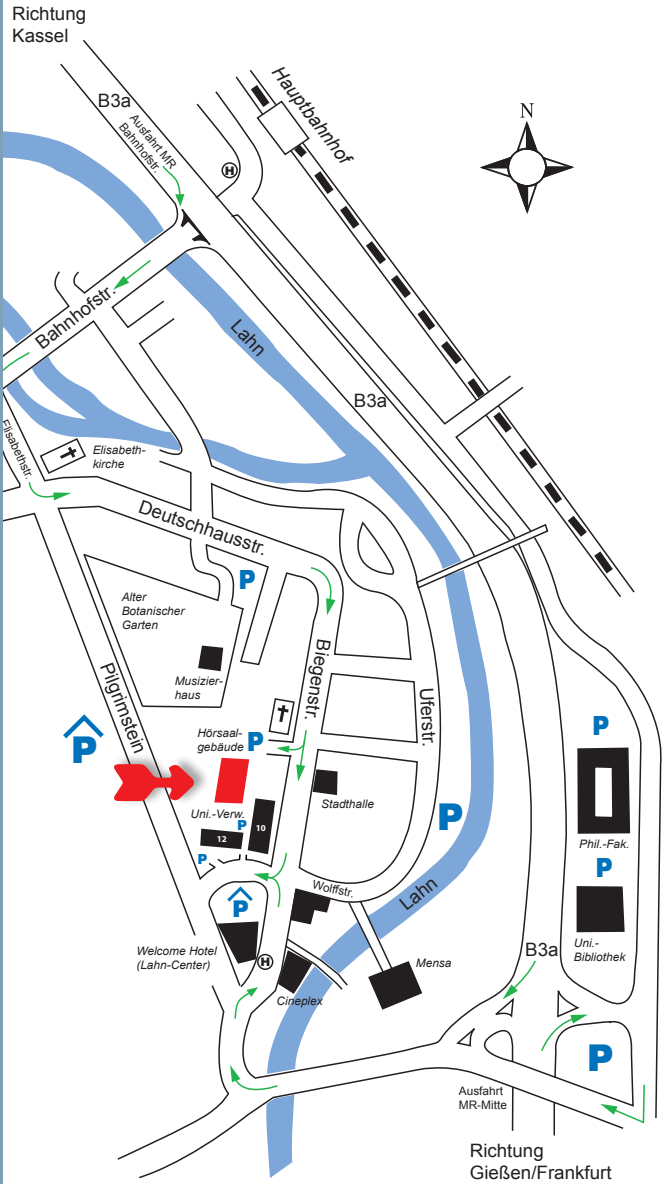 Richtung
Kassel
B3a
Ausfahrt MR
Bahnhofstr.
H
Hauptbahnhof
N
Bahnhofstr.
Lahn
B3a
Elisabethstr.
Elisabeth-
kirche
Deutschhausstr.
P
Alter
Botanischer
Garten
Musizier-
haus
Biegenstr.
Uferstr.
Pilgrimstein
P
Hörsaal-
gebäude
P
P
Uni.-Verw.
Stadthalle
P
10
12
P
Phil.-Fak.
P
P
Wolffstr.
P
Lahn
Uni.-
Bibliothek
Welcome Hotel
(Lahn-Center)
H
Mensa
B3a
Cineplex
P
Ausfahrt
MR-Mitte
Richtung
Gießen/Frankfurt